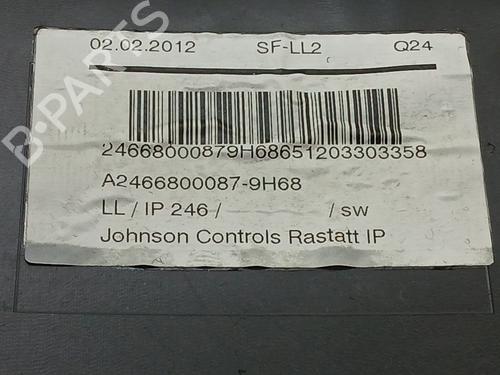 02.02.2012 SF-LL2 Q24
24668000879H68651203303358
A2466800087-9H68
LL / IP 246 / / sw
Johnson Controls Rastatt IP
B-PARTS